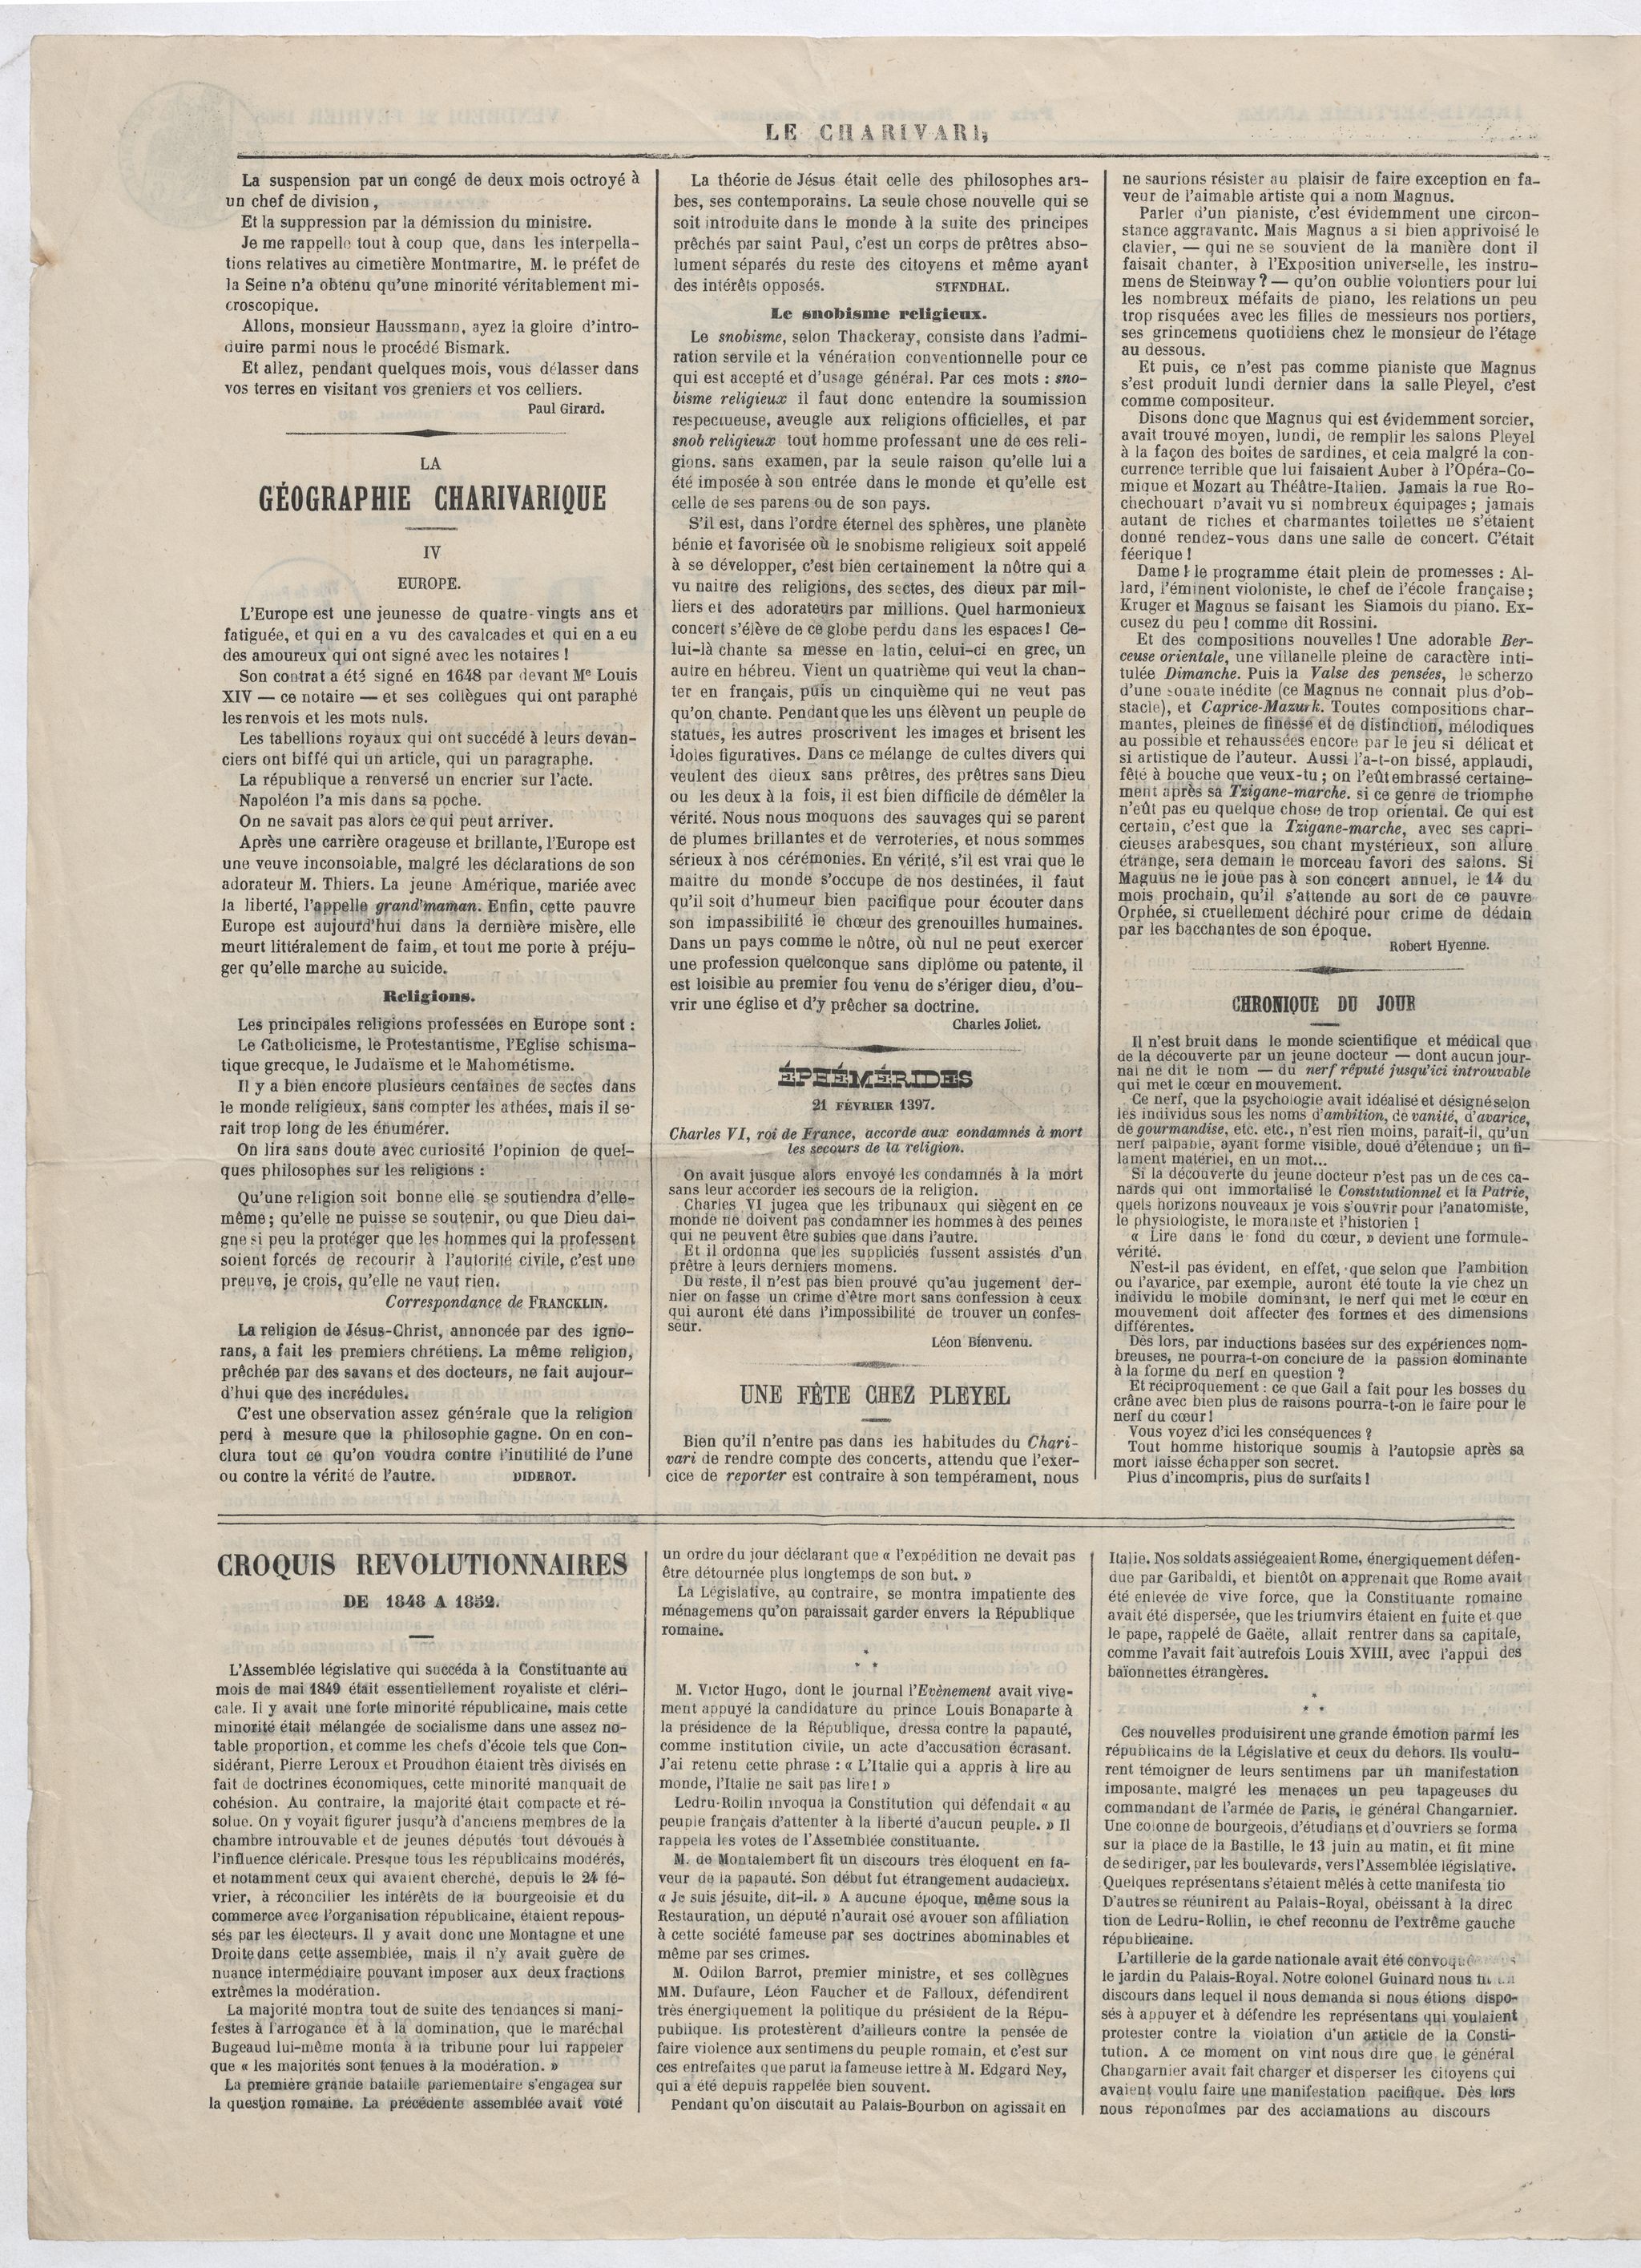 LE CHARIVARI,
La suspension par un congé de deux mois octroyé à
un chef de division,
Et la suppression par la démission du ministre.
Je me rappelle tout à coup que, dans les interpella-
tions relatives au cimetière Montmartre, M. le préfet de
la Seine n'a obtenu qu'une minorité véritablement mi-
croscopique.
Allons, monsieur Haussmann, ayez la gloire d'intro-
duire parmi nous le procédé Bismark.
Et allez, pendant quelques mois, vous délasser dans
vos terres en visitant vos greniers et vos celliers.
Paul Girard.
LA
GÉOGRAPHIE CHARIVARIQUE
IV
EUROPE.
L'Europe est une jeunesse de quatre-vingts ans et
fatiguée, et qui en a vu des cavalcades et qui en a eu
des amoureux qui ont signé avec les notaires !
Son contrat a été signé en 1648 par devant Me Louis
XIV — ce notaire — et ses collègues qui ont paraphé
les renvois et les mots nuls.
Les tabellions royaux qui ont succédé à leurs devan-
ciers ont biffé qui un article, qui un paragraphe.
La république a renversé un encrier sur l'acte.
Napoléon l'a mis dans sa poche.
On ne savait pas alors ce qui peut arriver.
Après une carrière orageuse et brillante, l'Europe est
une veuve inconsolable, malgré les déclarations de son
adorateur M. Thiers. La jeune Amérique, mariée avec
la liberté, l'appelle grand'maman. Enfin, cette pauvre
Europe est aujourd'hui dans la dernière misère, elle
meurt littéralement de faim, et tout me porte à préju-
ger qu'elle marche au suicide.
Religions.
Les principales religions professées en Europe sont :
Le Catholicisme, le Protestantisme, l'Eglise schisma-
tique grecque, le Judaïsme et le Mahométisme.
Il y a bien encore plusieurs centaines de sectes dans
le monde religieux, sans compter les athées, mais il se-
rait trop long de les énumérer.
On lira sans doute avec curiosité l'opinion de quel-
ques philosophes sur les religions :
Qu'une religion soit bonne elle se soutiendra d'elle-
même ; qu'elle ne puisse se soutenir, ou que Dieu dai-
gne si peu la protéger que les hommes qui la professent
soient forcés de recourir à l'autorité civile, c'est une
preuve, je crois, qu'elle ne vaut rien.
Correspondance de FRANCKLIN.
La religion de Jésus-Christ, annoncée par des igno-
rans, a fait les premiers chrétiens. La même religion,
prêchée par des savans et des docteurs, ne fait aujour-
d'hui que des incrédules.
C'est une observation assez générale que la religion
perd à mesure que la philosophie gagne. On en con-
clura tout ce qu'on voudra contre l'inutilité de l'une
ou contre la vérité de l'autre. DIDEROT.
La théorie de Jésus était celle des philosophes ara-
bes, ses contemporains. La seule chose nouvelle qui se
soit introduite dans le monde à la suite des principes
prêchés par saint Paul, c'est un corps de prêtres abso-
lument séparés du reste des citoyens et même ayant
des intérêts opposés. STFNDHAL.
Le snobisme religieux.
Le snobisme, selon Thackeray, consiste dans l'admi-
ration servile et la vénération conventionnelle pour ce
qui est accepté et d'usage général. Par ces mots : sno-
bisme religieux il faut donc entendre la soumission
respectueuse, aveugle aux religions officielles, et par
snob religieux tout homme professant une de ces reli-
gions. sans examen, par la seule raison qu'elle lui a
été imposée à son entrée dans le monde et qu'elle est
celle de ses parens ou de son pays.
S'il est, dans l'ordre éternel des sphères, une planète
bénie et favorisée où le snobisme religieux soit appelé
à se développer, c'est bien certainement la nôtre qui a
vu naitre des religions, des sectes, des dieux par mil-
liers et des adorateurs par millions. Quel harmonieux
concert s'élève de ce globe perdu dans les espaces ! Ce-
lui-là chante sa messe en latin, celui-ci en grec, un
autre en hébreu. Vient un quatrième qui veut la chan-
ter en français, puis un cinquième qui ne veut pas
qu'on chante. Pendant que les uns élèvent un peuple de
statues, les autres proscrivent les images et brisent les
idoles figuratives. Dans ce mélange de cultes divers qui
veulent des dieux sans prêtres, des prêtres sans Dieu
ou les deux à la fois, il est bien difficile de démêler la
vérité. Nous nous moquons des sauvages qui se parent
de plumes brillantes et de verroteries, et nous sommes
sérieux à nos cérémonies. En vérité, s'il est vrai que le
maitre du monde s'occupe de nos destinées, il faut
qu'il soit d'humeur bien pacifique pour écouter dans
son impassibilité le chœur des grenouilles humaines.
Dans un pays comme le nôtre, où nul ne peut exercer
une profession quelconque sans diplôme ou patente, il
est loisible au premier fou venu de s'ériger dieu, d'ou-
vrir une église et d'y prêcher sa doctrine.
Charles Joliet.
ÉPHÉMÉRIDES
21 FÉVRIER 1397.
Charles VI, roi de France, accorde aux condamnés à mort
les secours de la religion.
On avait jusque alors envoyé les condamnés à la mort
sans leur accorder les secours de la religion.
Charles VI jugea que les tribunaux qui siègent en ce
monde ne doivent pas condamner les hommes à des peines
qui ne peuvent être subies que dans l'autre.
Et il ordonna que les suppliciés fussent assistés d'un
prêtre à leurs derniers momens.
Du reste, il n'est pas bien prouvé qu'au jugement der-
nier on fasse un crime d'être mort sans confession à ceux
qui auront été dans l'impossibilité de trouver un confes-
seur.
Léon Bienvenu.
UNE FÊTE CHEZ PLEYEL
Bien qu'il n'entre pas dans les habitudes du Chari-
vari de rendre compte des concerts, attendu que l'exer-
cice de reporter est contraire à son tempérament, nous
ne saurions résister au plaisir de faire exception en fa-
veur de l'aimable artiste qui a nom Magnus.
Parler d'un pianiste, c'est évidemment une circon-
stance aggravante. Mais Magnus a si bien apprivoisé le
clavier, — qui ne se souvient de la manière dont il
faisait chanter, à l'Exposition universelle, les instru-
mens de Steinway ? — qu'on oublie volontiers pour lui
les nombreux méfaits de piano, les relations un peu
trop risquées avec les filles de messieurs nos portiers,
ses grincemens quotidiens chez le monsieur de l'étage
au dessous.
Et puis, ce n'est pas comme pianiste que Magnus
s'est produit lundi dernier dans la salle Pleyel, c'est
comme compositeur.
Disons donc que Magnus qui est évidemment sorcier,
avait trouvé moyen, lundi, de remplir les salons Pleyel
à la façon des boites de sardines, et cela malgré la con-
currence terrible que lui faisaient Auber à l'Opéra-Co-
mique et Mozart au Théâtre-Italien. Jamais la rue Ro-
chechouart n'avait vu si nombreux équipages ; jamais
autant de riches et charmantes toilettes ne s'étaient
donné rendez-vous dans une salle de concert. C'était
féerique !
Dame ! le programme était plein de promesses : Al-
lard, l'éminent violoniste, le chef de l'école française ;
Kruger et Magnus se faisant les Siamois du piano. Ex-
cusez du peu ! comme dit Rossini.
Et des compositions nouvelles ! Une adorable Ber-
ceuse orientale, une villanelle pleine de caractère inti-
tulée Dimanche. Puis la Valse des pensées, le scherzo
d'une sonate inédite (ce Magnus ne connait plus d'ob-
stacle), et Caprice-Mazurk. Toutes compositions char-
mantes, pleines de finesse et de distinction, mélodiques
au possible et rehaussées encore par le jeu si délicat et
si artistique de l'auteur. Aussi l'a-t-on bissé, applaudi,
fêté à bouche que veux-tu ; on l'eût embrassé certaine-
ment après sa Tzigane-marche. si ce genre de triomphe
n'eût pas eu quelque chose de trop oriental. Ce qui est
certain, c'est que la Tzigane-marche, avec ses capri-
cieuses arabesques, son chant mystérieux, son allure
étrange, sera demain le morceau favori des salons. Si
Magnus ne le joue pas à son concert annuel, le 14 du
mois prochain, qu'il s'attende au sort de ce pauvre
Orphée, si cruellement déchiré pour crime de dédain
par les bacchantes de son époque.
Robert Hyenne.
CHRONIQUE DU JOUR
Il n'est bruit dans le monde scientifique et médical que
de la découverte par un jeune docteur — dont aucun jour-
nal ne dit le nom — du nerf réputé jusqu'ici introuvable
qui met le cœur en mouvement.
Ce nerf, que la psychologie avait idéalisé et désigné selon
les individus sous les noms d'ambition, de vanité, d'avarice,
de gourmandise, etc. etc., n'est rien moins, parait-il, qu'un
nerf palpable, ayant forme visible, doué d'étendue ; un fi-
lament matériel, en un mot...
Si la découverte du jeune docteur n'est pas un de ces ca-
nards qui ont immortalisé le Constitutionnel et la Patrie,
quels horizons nouveaux je vois s'ouvrir pour l'anatomiste,
le physiologiste, le moraliste et l'historien !
« Lire dans le fond du cœur, » devient une formule-
vérité.
N'est-il pas évident, en effet, que selon que l'ambition
ou l'avarice, par exemple, auront été toute la vie chez un
individu le mobile dominant, le nerf qui met le cœur en
mouvement doit affecter des formes et des dimensions
différentes.
Dès lors, par inductions basées sur des expériences nom-
breuses, ne pourra-t-on conclure de la passion dominante
à la forme du nerf en question ?
Et réciproquement : ce que Gall a fait pour les bosses du
crâne avec bien plus de raisons pourra-t-on le faire pour le
nerf du cœur !
Vous voyez d'ici les conséquences ?
Tout homme historique soumis à l'autopsie après sa
mort laisse échapper son secret.
Plus d'incompris, plus de surfaits !
CROQUIS REVOLUTIONNAIRES
DE 1848 A 1852.
L'Assemblée législative qui succéda à la Constituante au
mois de mai 1849 était essentiellement royaliste et cléri-
cale. Il y avait une forte minorité républicaine, mais cette
minorité était mélangée de socialisme dans une assez no-
table proportion, et comme les chefs d'école tels que Con-
sidérant, Pierre Leroux et Proudhon étaient très divisés en
fait de doctrines économiques, cette minorité manquait de
cohésion. Au contraire, la majorité était compacte et ré-
solue. On y voyait figurer jusqu'à d'anciens membres de la
chambre introuvable et de jeunes députés tout dévoués à
l'influence cléricale. Presque tous les républicains modérés,
et notamment ceux qui avaient cherché, depuis le 24 fé-
vrier, à réconcilier les intérêts de la bourgeoisie et du
commerce avec l'organisation républicaine, étaient repous-
sés par les électeurs. Il y avait donc une Montagne et une
Droite dans cette assemblée, mais il n'y avait guère de
nuance intermédiaire pouvant imposer aux deux fractions
extrêmes la modération.
La majorité montra tout de suite des tendances si mani-
festes à l'arrogance et à la domination, que le maréchal
Bugeaud lui-même monta à la tribune pour lui rappeler
que « les majorités sont tenues à la modération. »
La première grande bataille parlementaire s'engagea sur
la question romaine. La précédente assemblée avait voté
un ordre du jour déclarant que « l'expédition ne devait pas
être détournée plus longtemps de son but. »
La Législative, au contraire, se montra impatiente des
ménagemens qu'on paraissait garder envers la République
romaine.
*
* *
M. Victor Hugo, dont le journal l'Evènement avait vive-
ment appuyé la candidature du prince Louis Bonaparte à
la présidence de la République, dressa contre la papauté,
comme institution civile, un acte d'accusation écrasant.
J'ai retenu cette phrase : « L'Italie qui a appris à lire au
monde, l'Italie ne sait pas lire ! »
Ledru-Rollin invoqua la Constitution qui défendait « au
peuple français d'attenter à la liberté d'aucun peuple. » Il
rappela les votes de l'Assemblée constituante.
M. de Montalembert fit un discours très éloquent en fa-
veur de la papauté. Son début fut étrangement audacieux.
« Je suis jésuite, dit-il. » A aucune époque, même sous la
Restauration, un député n'aurait osé avouer son affiliation
à cette société fameuse par ses doctrines abominables et
même par ses crimes.
M. Odilon Barrot, premier ministre, et ses collègues
MM. Dufaure, Léon Faucher et de Falloux, défendirent
très énergiquement la politique du président de la Répu-
publique. Ils protestèrent d'ailleurs contre la pensée de
faire violence aux sentimens du peuple romain, et c'est sur
ces entrefaites que parut la fameuse lettre à M. Edgard Ney,
qui a été depuis rappelée bien souvent.
Pendant qu'on discutait au Palais-Bourbon on agissait en
Italie. Nos soldats assiégeaient Rome, énergiquement défen-
due par Garibaldi, et bientôt on apprenait que Rome avait
été enlevée de vive force, que la Constituante romaine
avait été dispersée, que les triumvirs étaient en fuite et que
le pape, rappelé de Gaëte, allait rentrer dans sa capitale,
comme l'avait fait autrefois Louis XVIII, avec l'appui des
baïonnettes étrangères.
*
* *
Ces nouvelles produisirent une grande émotion parmi les
républicains de la Législative et ceux du dehors. Ils voulu-
rent témoigner de leurs sentimens par un manifestation
imposante, malgré les menaces un peu tapageuses du
commandant de l'armée de Paris, le général Changarnier.
Une colonne de bourgeois, d'étudians et d'ouvriers se forma
sur la place de la Bastille, le 13 juin au matin, et fit mine
de se diriger, par les boulevards, vers l'Assemblée législative.
Quelques représentans s'étaient mêlés à cette manifesta tio
D'autres se réunirent au Palais-Royal, obéissant à la direc
tion de Ledru-Rollin, le chef reconnu de l'extrême gauche
républicaine.
L'artillerie de la garde nationale avait été
le jardin du Palais-Royal. Notre colonel Guinard nous
discours dans lequel il nous demanda si nous étions dispo-
sés à appuyer et à défendre les représentans qui voulaient
protester contre la violation d'un article de la Consti-
tution. A ce moment on vint nous dire que le général
Changarnier avait fait charger et disperser les citoyens qui
avaient voulu faire une manifestation pacifique. Dès lors
nous répondîmes par des acclamations au discours